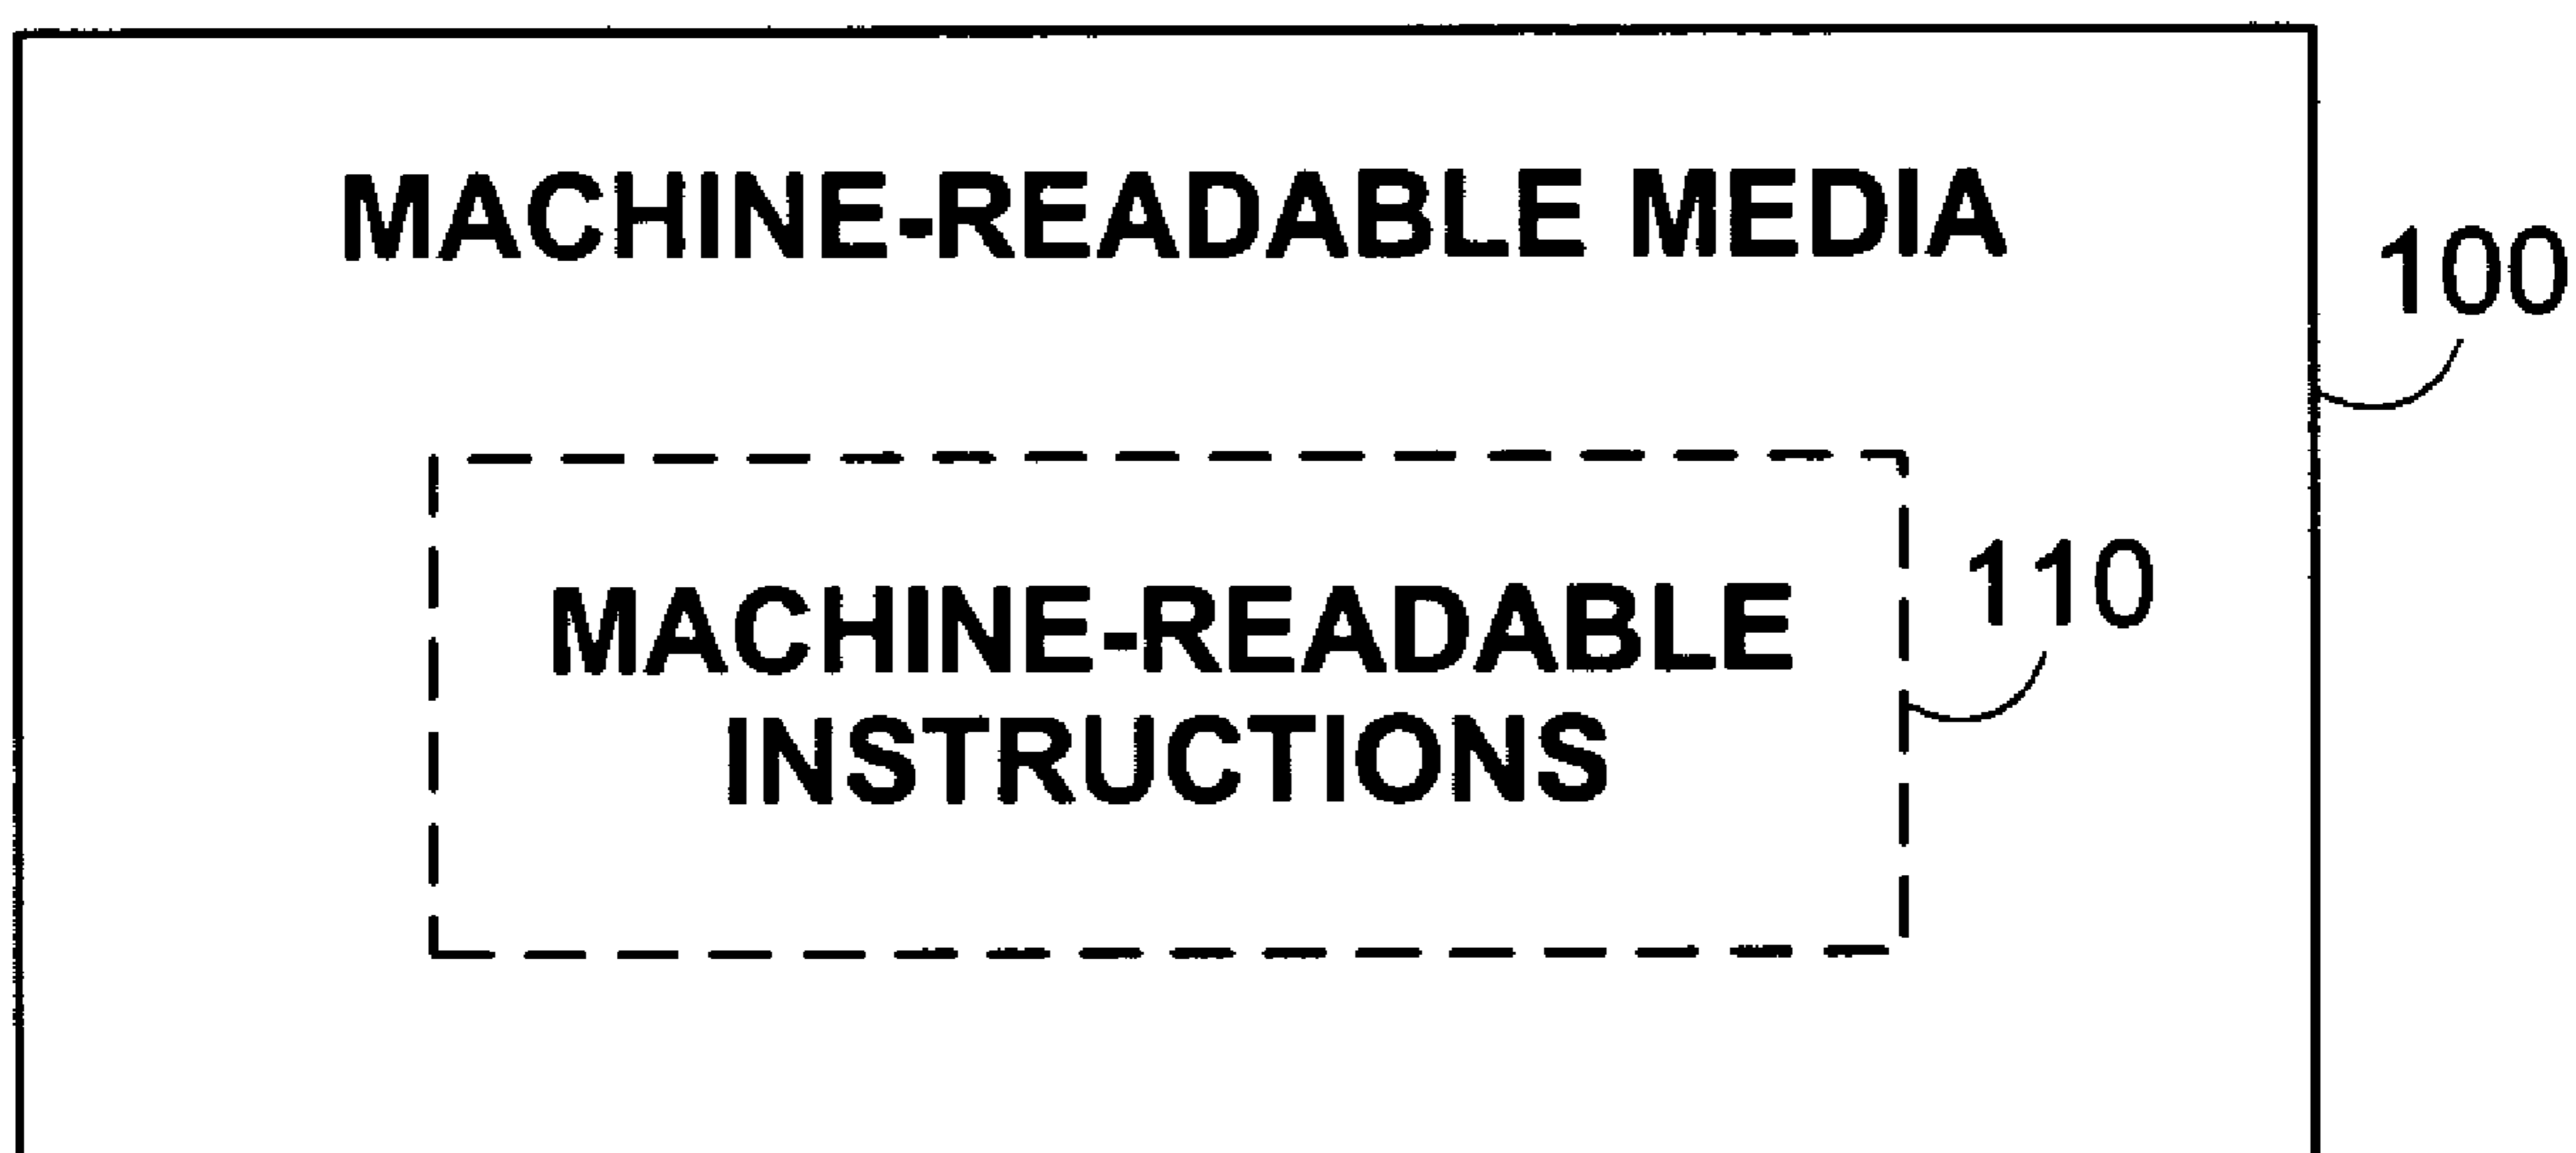 MACHINE-READABLE MEDIA
100
MACHINE-READABLE
INSTRUCTIONS
110